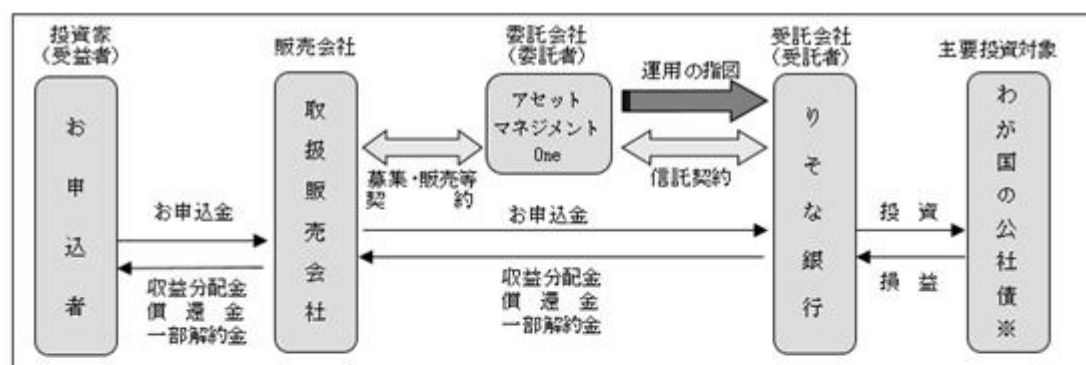 投資家
(受益者)
販売会社
委託会社
(委託者)
受託会社
(受託者)
主要投資対象
お申込者
取扱販売会社
アセット
マネジメント
One
りそな銀行
わが国の公社債※
運用の指図
募集・販売等
契 約
信託契約
お申込金
お申込金
投 資
収益分配金
償 還 金
一部解約金
収益分配金
償 還 金
一部解約金
損 益